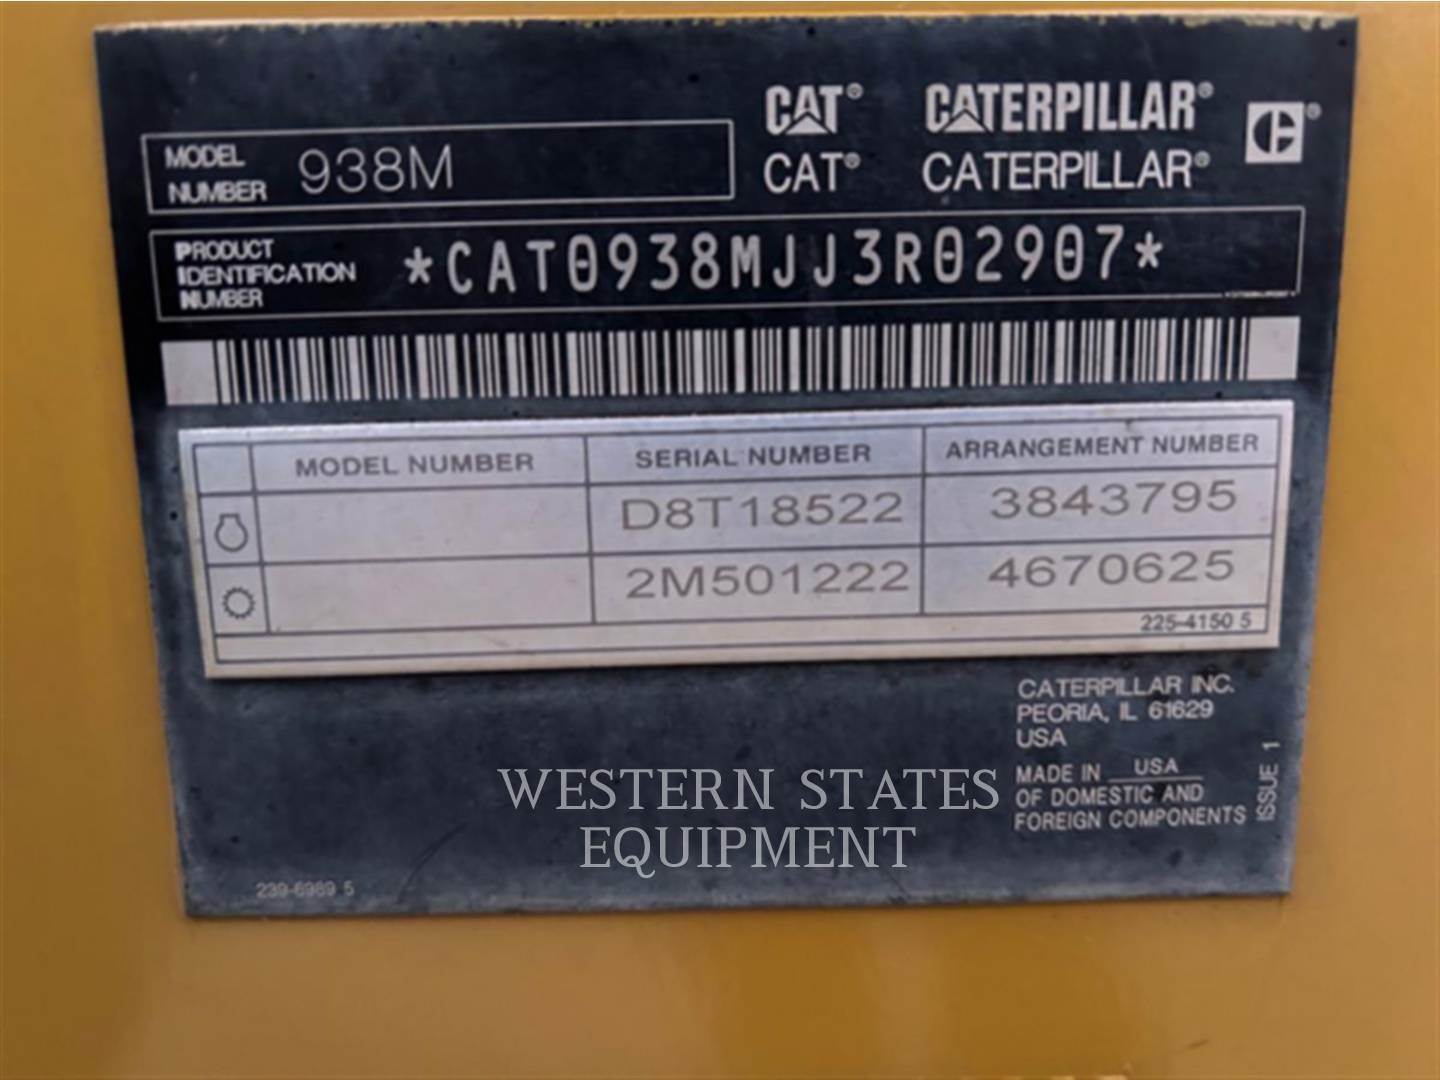 CAT® CATERPILLAR® ®
CAT® CATERPILLAR®
MODEL NUMBER 938M
PRODUCT IDENTIFICATION NUMBER *CAT0938MJJ3R02907*
MODEL NUMBER SERIAL NUMBER ARRANGEMENT NUMBER
D8T18522 3843795
2M501222 4670625
225-4150 5
CATERPILLAR INC.
PEORIA, IL 61629
USA
MADE IN USA
OF DOMESTIC AND
FOREIGN COMPONENTS
ISSUE 1
WESTERN STATES
EQUIPMENT
239-6989 5